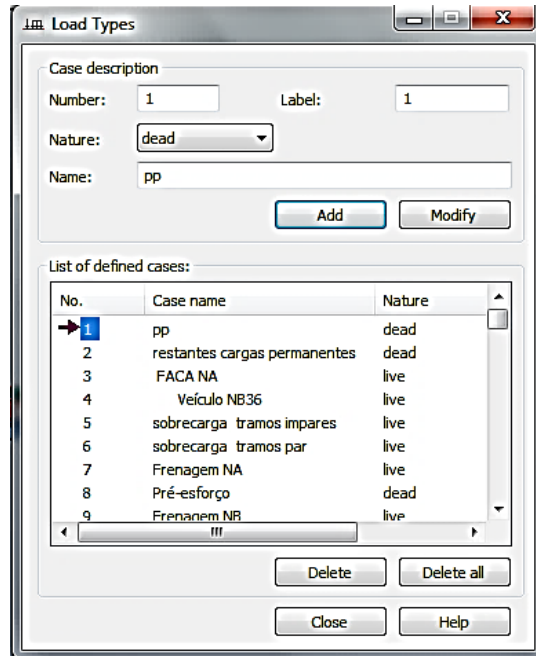 Load Types
Case description
Number: 1 Label: 1
Nature: dead
Name: pp
Add Modify
List of defined cases:
No. Case name Nature
1 pp dead
2 restantes cargas permanentes dead
3 FACA NA live
4 Veículo NB36 live
5 sobrecarga tramos impares live
6 sobrecarga tramos par live
7 Frenagem NA live
8 Pré-esforço dead
9 Frenagem NB live
Delete Delete all
Close Help